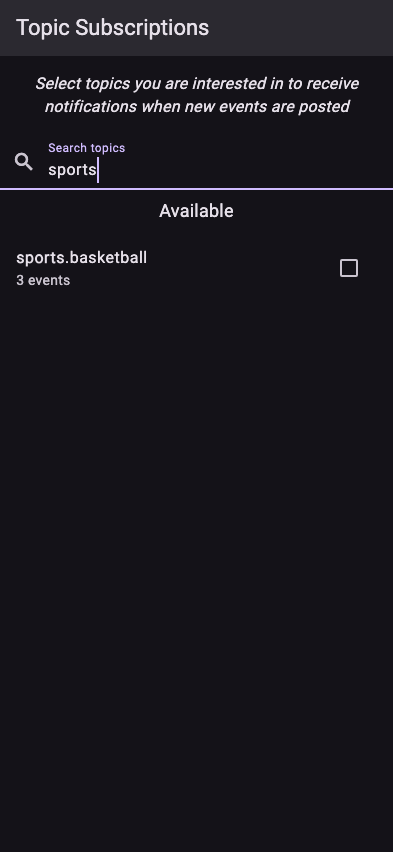 Topic Subscriptions
Select topics you are interested in to receive
notifications when new events are posted
Search topics
sports
Available
sports.basketball
3 events